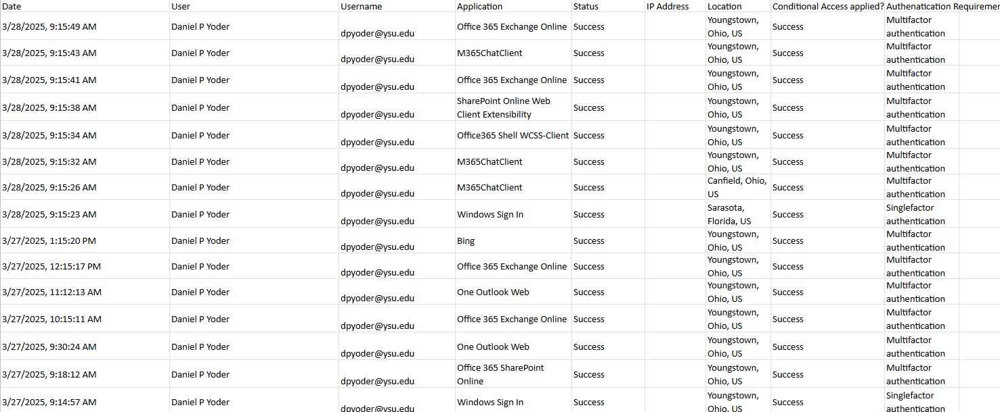 Date User Username Application Status IP Address Location Conditional Access applied? Authenatication Requiremen
3/28/2025, 9:15:49 AM Daniel P Yoder dpyoder@ysu.edu Office 365 Exchange Online Success Youngstown, Ohio, US Success Multifactor authentication
3/28/2025, 9:15:43 AM Daniel P Yoder dpyoder@ysu.edu M365ChatClient Success Youngstown, Ohio, US Success Multifactor authentication
3/28/2025, 9:15:41 AM Daniel P Yoder dpyoder@ysu.edu Office 365 Exchange Online Success Youngstown, Ohio, US Success Multifactor authentication
3/28/2025, 9:15:38 AM Daniel P Yoder dpyoder@ysu.edu SharePoint Online Web Client Extensibility Success Youngstown, Ohio, US Success Multifactor authentication
3/28/2025, 9:15:34 AM Daniel P Yoder dpyoder@ysu.edu Office365 Shell WCSS-Client Success Youngstown, Ohio, US Success Multifactor authentication
3/28/2025, 9:15:32 AM Daniel P Yoder dpyoder@ysu.edu M365ChatClient Success Youngstown, Ohio, US Success Multifactor authentication
3/28/2025, 9:15:26 AM Daniel P Yoder dpyoder@ysu.edu M365ChatClient Success Canfield, Ohio, US Success Multifactor authentication
3/28/2025, 9:15:23 AM Daniel P Yoder dpyoder@ysu.edu Windows Sign In Success Sarasota, Florida, US Success Singlefactor authentication
3/27/2025, 1:15:20 PM Daniel P Yoder dpyoder@ysu.edu Bing Success Youngstown, Ohio, US Success Multifactor authentication
3/27/2025, 12:15:17 PM Daniel P Yoder dpyoder@ysu.edu Office 365 Exchange Online Success Youngstown, Ohio, US Success Multifactor authentication
3/27/2025, 11:12:13 AM Daniel P Yoder dpyoder@ysu.edu One Outlook Web Success Youngstown, Ohio, US Success Multifactor authentication
3/27/2025, 10:15:11 AM Daniel P Yoder dpyoder@ysu.edu Office 365 Exchange Online Success Youngstown, Ohio, US Success Multifactor authentication
3/27/2025, 9:30:24 AM Daniel P Yoder dpyoder@ysu.edu One Outlook Web Success Youngstown, Ohio, US Success Multifactor authentication
3/27/2025, 9:18:12 AM Daniel P Yoder dpyoder@ysu.edu Office 365 SharePoint Online Success Youngstown, Ohio, US Success Multifactor authentication
3/27/2025, 9:14:57 AM Daniel P Yoder dpyoder@ysu.edu Windows Sign In Success Youngstown, Ohio, US Success Singlefactor authentication